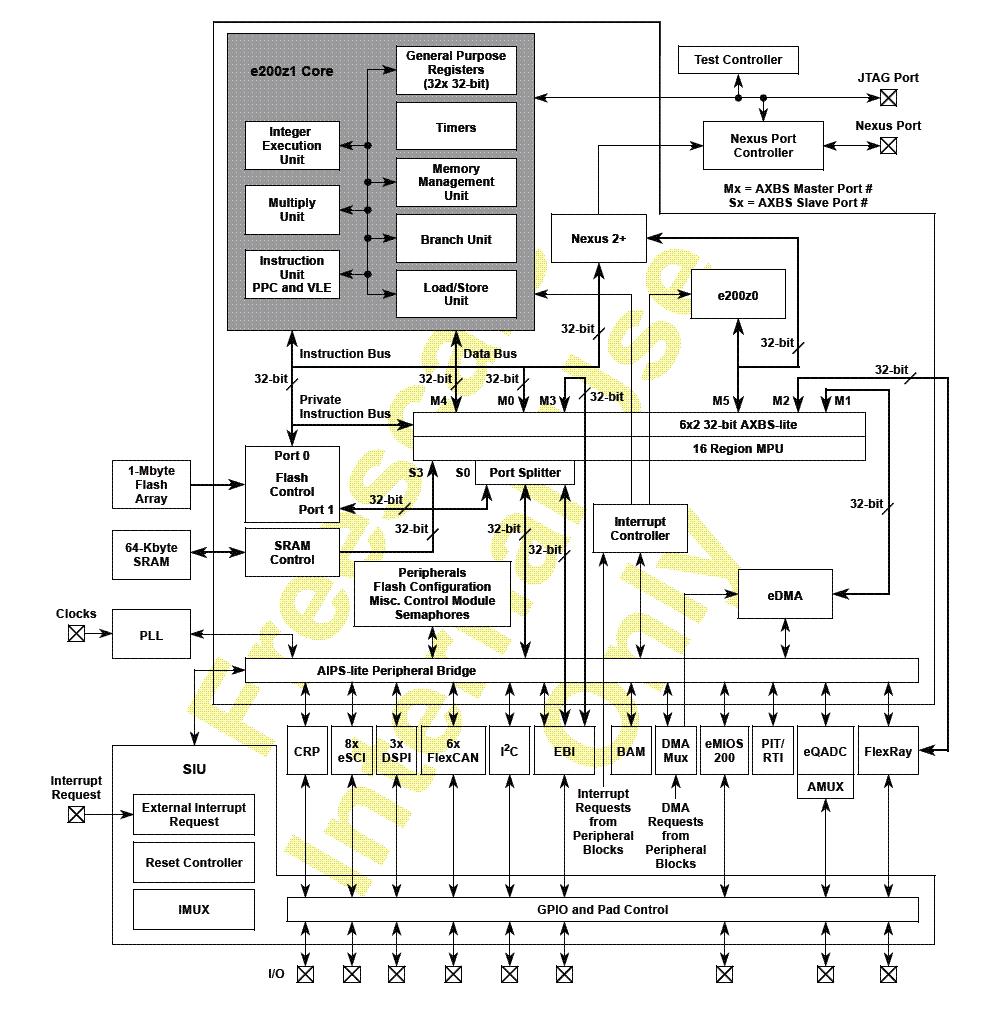 e200z1 Core
General Purpose
Registers
(32x 32-bit)
Timers
Integer
Execution
Unit
Memory
Management
Unit
Multiply
Unit
Branch Unit
Instruction
Unit
PPC and VLE
Load/Store
Unit
Test Controller
JTAG Port
Nexus Port
Controller
Nexus Port
Mx = AXBS Master Port #
Sx = AXBS Slave Port #
Nexus 2+
e200z0
32-bit
32-bit
Instruction Bus
Data Bus
32-bit
32-bit
32-bit
32-bit
32-bit
Private
Instruction Bus
M4
M0
M3
M5
M2
M1
6x2 32-bit AXBS-lite
16 Region MPU
Port 0
Flash
Control
Port 1
S3
S0
Port Splitter
1-Mbyte
Flash
Array
32-bit
32-bit
32-bit
32-bit
32-bit
64-Kbyte
SRAM
SRAM
Control
Interrupt
Controller
Peripherals
Flash Configuration
Misc. Control Module
Semaphores
eDMA
Clocks
PLL
AIPS-lite Peripheral Bridge
CRP
8x
eSCI
3x
DSPI
6x
FlexCAN
I2C
EBI
BAM
DMA
Mux
eMIOS
200
PIT/
RTI
eQADC
AMUX
FlexRay
SIU
Interrupt
Request
External Interrupt
Request
Reset Controller
IMUX
Interrupt
Requests
from
Peripheral
Blocks
DMA
Requests
from
Peripheral
Blocks
GPIO and Pad Control
I/O
Freescale
Internal Use
Only